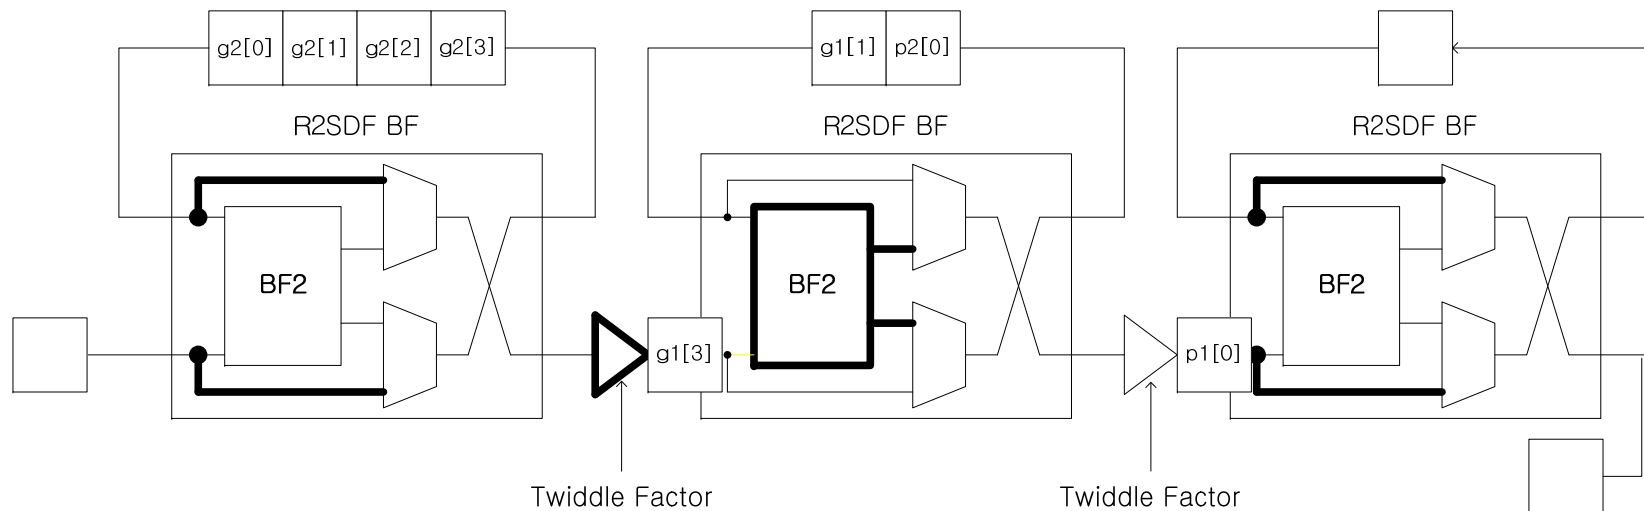 g2[0] g2[1] g2[2] g2[3] g1[1] p2[0]
R2SDF BF R2SDF BF R2SDF BF
BF2 BF2 BF2
g1[3] p1[0]
Twiddle Factor Twiddle Factor